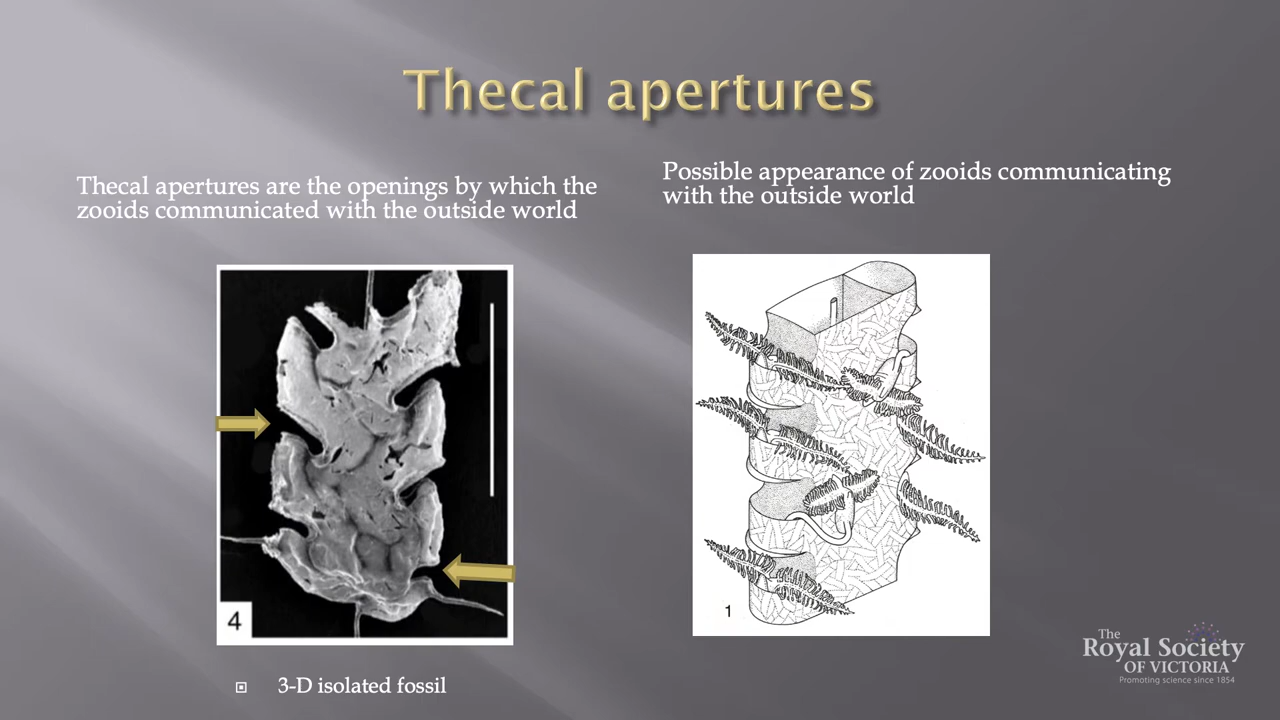 Thecal apertures
Thecal apertures are the openings by which the
zooids communicated with the outside world
Possible appearance of zooids communicating
with the outside world
4
1
3-D isolated fossil
The
Royal Society
OF VICTORIA
Promoting science since 1854